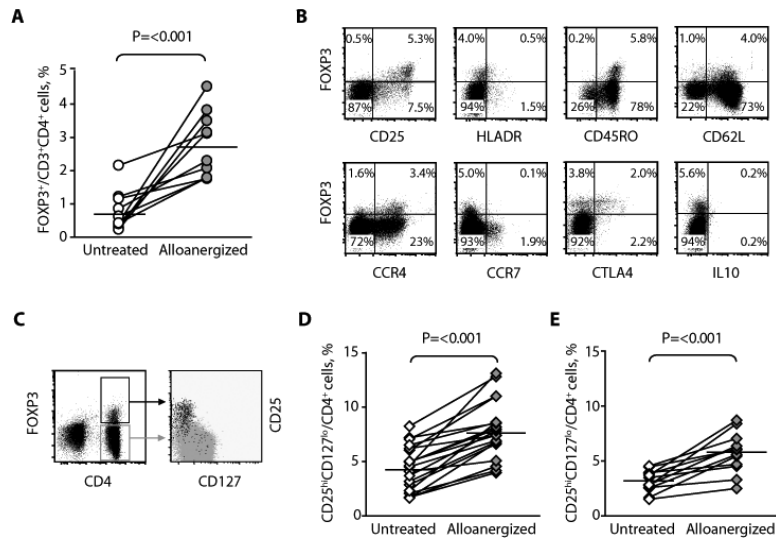 A
P=<0.001
FOXP3⁺/CD3⁺CD4⁺ cells, %
5
4
3
2
1
0
Untreated Alloanergized
B
FOXP3
0.5% 5.3%
87% 7.5%
CD25
4.0% 0.5%
94% 1.5%
HLADR
0.2% 5.8%
26% 78%
CD45RO
1.0% 4.0%
22% 73%
CD62L
FOXP3
1.6% 3.4%
72% 23%
CCR4
5.0% 0.1%
93% 1.9%
CCR7
3.8% 2.0%
92% 2.2%
CTLA4
5.6% 0.2%
94% 0.2%
IL10
C
FOXP3
CD4
CD25
CD127
D
P=<0.001
CD25ʰⁱCD127ˡᵒ/CD4⁺ cells, %
15
10
5
0
Untreated Alloanergized
E
P=<0.001
CD25ʰⁱCD127ˡᵒ/CD4⁺ cells, %
15
10
5
0
Untreated Alloanergized